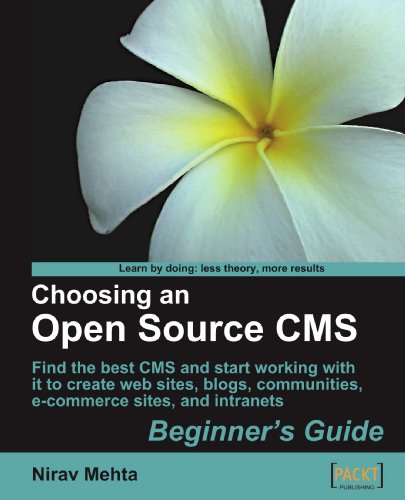 Learn by doing: less theory, more results
Choosing an
Open Source CMS
Find the best CMS and start working with
it to create web sites, blogs, communities,
e-commerce sites, and intranets
Beginner's Guide
Nirav Mehta
[PACKT]
PUBLISHING